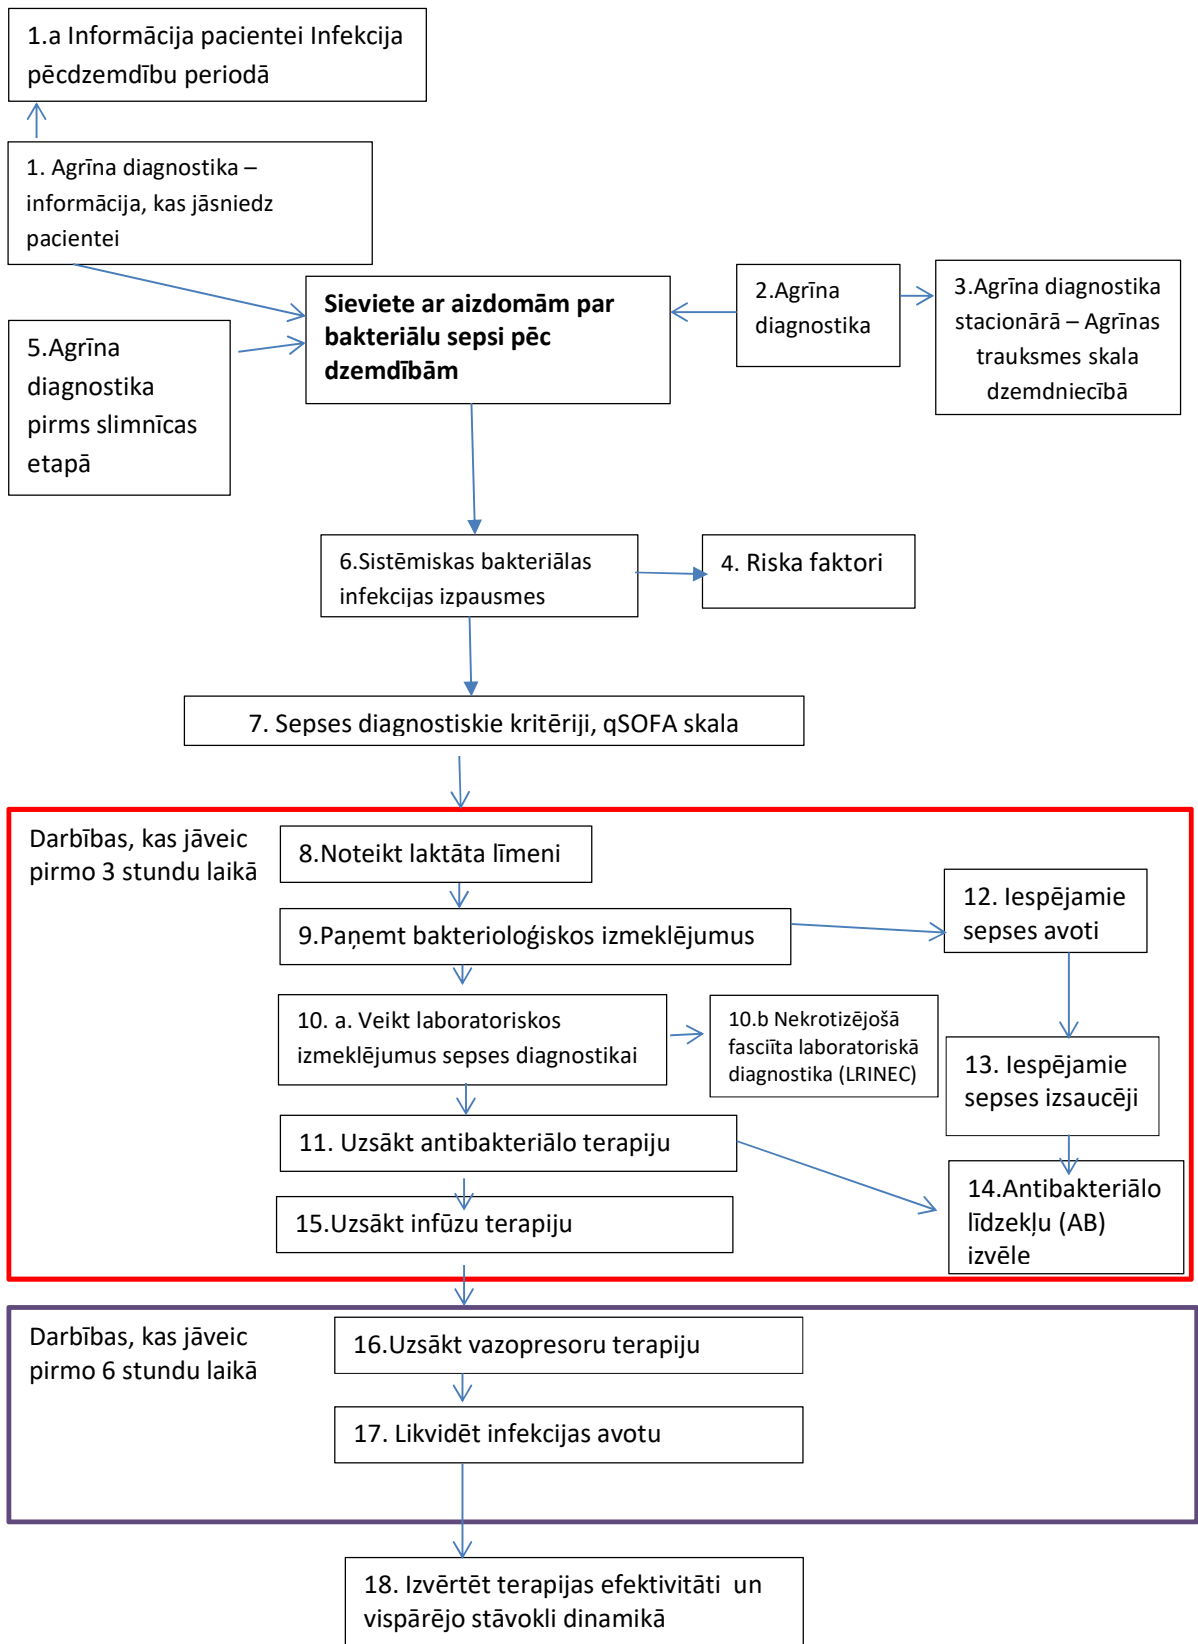 1.a Informācija pacientei Infekcija
pēcdzemdību periodā
1. Agrīna diagnostika –
informācija, kas jāsniedz
pacientei
Sieviete ar aizdomām par
bakteriālu sepsi pēc
dzemdībām
2.Agrīna
diagnostika
3.Agrīna diagnostika
stacionārā – Agrīnas
trauksmes skala
dzemdniecībā
5.Agrīna
diagnostika
pirms slimnīcas
etapā
6.Sistēmiskas bakteriālas
infekcijas izpausmes
4. Riska faktori
7. Sepses diagnostiskie kritēriji, qSOFA skala
Darbības, kas jāveic
pirmo 3 stundu laikā
8.Noteikt laktāta līmeni
9.Paņemt bakterioloģiskos izmeklējumus
12. Iespējamie
sepses avoti
10. a. Veikt laboratoriskos
izmeklējumus sepses diagnostikai
10.b Nekrotizējošā
fasciīta laboratoriskā
diagnostika (LRINEC)
13. Iespējamie
sepses izsaucēji
11. Uzsākt antibakteriālo terapiju
14.Antibakteriālo
līdzekļu (AB)
izvēle
15.Uzsākt infūzu terapiju
Darbības, kas jāveic
pirmo 6 stundu laikā
16.Uzsākt vazopresoru terapiju
17. Likvidēt infekcijas avotu
18. Izvērtēt terapijas efektivitāti un
vispārējo stāvokli dinamikā